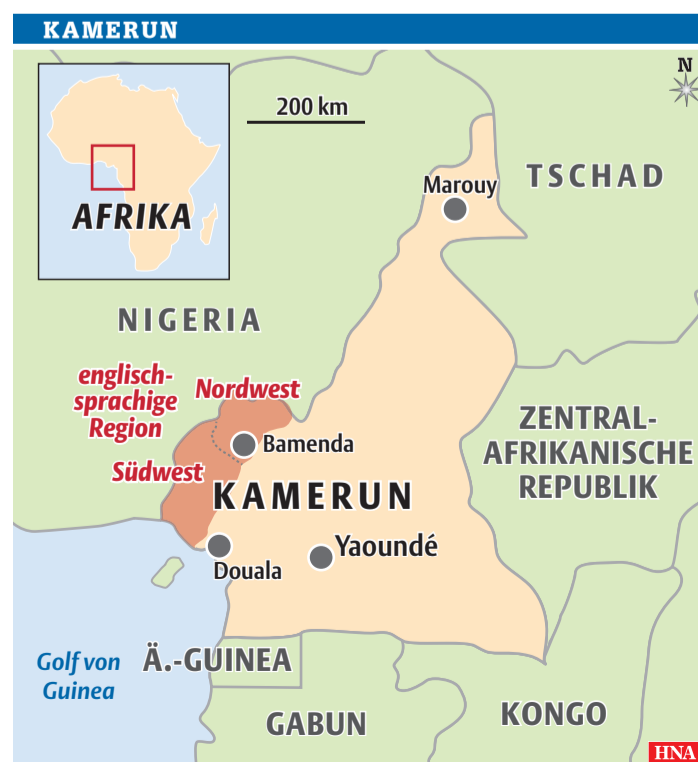 KAMERUN
N
200 km
Marouy
TSCHAD
AFRIKA
NIGERIA
englisch-
sprachige
Region
Nordwest
Bamenda
Südwest
ZENTRAL-
AFRIKANISCHE
REPUBLIK
KAMERUN
Yaoundé
Douala
Golf von
Guinea
Ä.-GUINEA
GABUN
KONGO
HNA